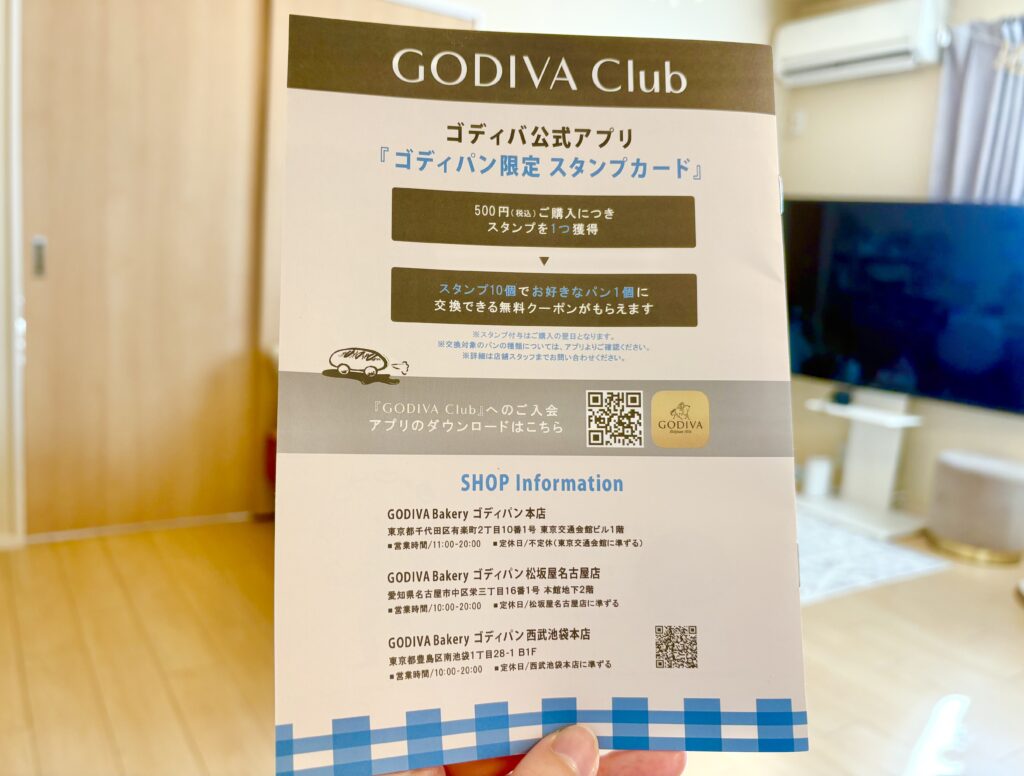 GODIVA Club
ゴディバ公式アプリ
『ゴディパン限定 スタンプカード』
500円(税込)ご購入につき
スタンプを1つ獲得
▼
スタンプ10個でお好きなパン1個に
交換できる無料クーポンがもらえます
※スタンプ付与はご購入の翌日となります。
※交換対象のパンの種類については、アプリよりご確認ください。
※詳細は店舗スタッフまでお問い合わせください。
『GODIVA Club』へのご入会
アプリのダウンロードはこちら
GODIVA
SHOP Information
GODIVA Bakery ゴディパン 本店
東京都千代田区有楽町2丁目10番1号 東京交通会館ビル1階
■営業時間/11:00-20:00 ■定休日/不定休(東京交通会館に準ずる)
GODIVA Bakery ゴディパン 松坂屋名古屋店
愛知県名古屋市中区栄三丁目16番1号 本館地下2階
■営業時間/10:00-20:00 ■定休日/松坂屋名古屋店に準ずる
GODIVA Bakery ゴディパン 西武池袋本店
東京都豊島区南池袋1丁目28-1 B1F
■営業時間/10:00-20:00 ■定休日/西武池袋本店に準ずる